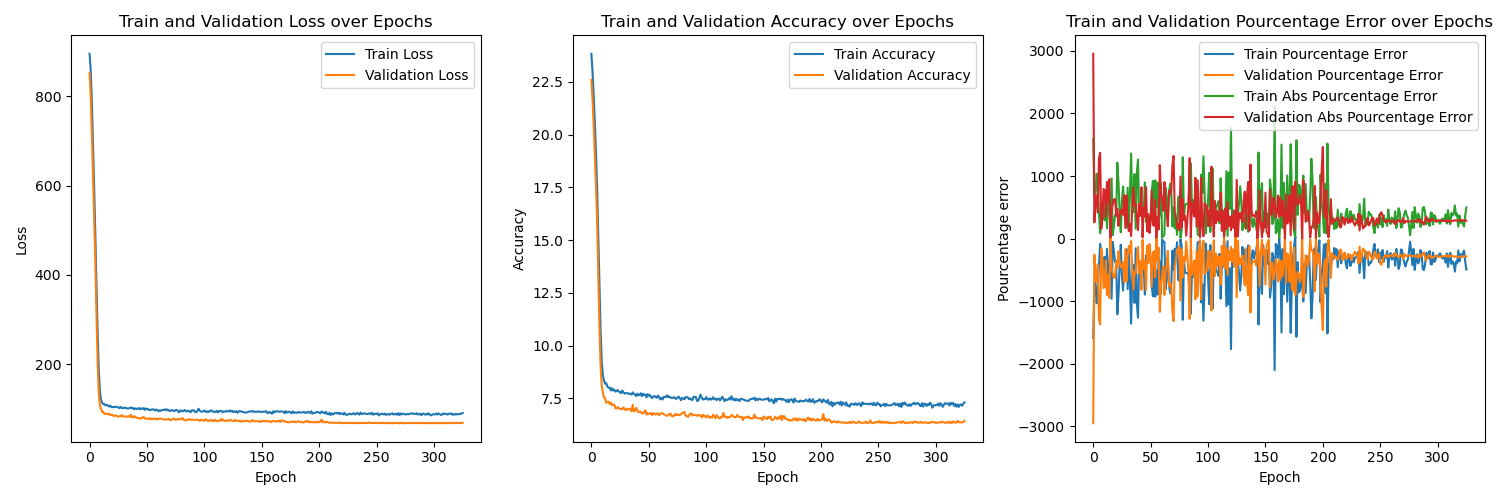 Train and Validation Loss over Epochs
Train Loss
Validation Loss
Loss
800
600
400
200
0 50 100 150 200 250 300
Epoch
Train and Validation Accuracy over Epochs
Train Accuracy
Validation Accuracy
Accuracy
22.5
20.0
17.5
15.0
12.5
10.0
7.5
0 50 100 150 200 250 300
Epoch
Train and Validation Pourcentage Error over Epochs
Train Pourcentage Error
Validation Pourcentage Error
Train Abs Pourcentage Error
Validation Abs Pourcentage Error
Pourcentage error
3000
2000
1000
0
−1000
−2000
−3000
0 50 100 150 200 250 300
Epoch